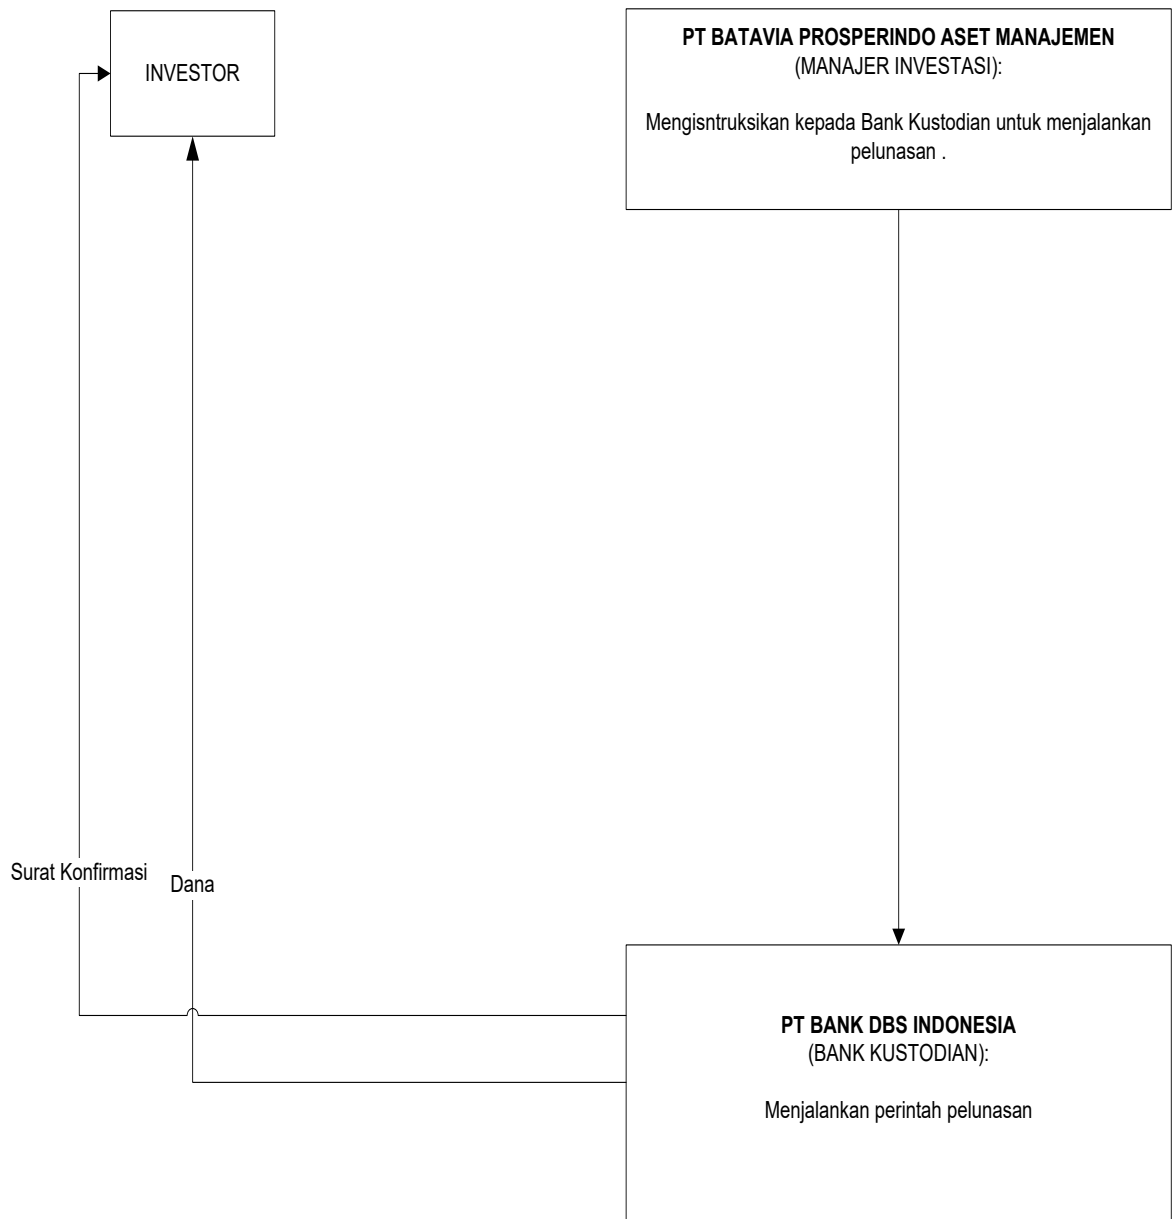 INVESTOR
PT BATAVIA PROSPERINDO ASET MANAJEMEN
(MANAJER INVESTASI):
Mengisntruksikan kepada Bank Kustodian untuk menjalankan
pelunasan .
Surat Konfirmasi
Dana
PT BANK DBS INDONESIA
(BANK KUSTODIAN):
Menjalankan perintah pelunasan